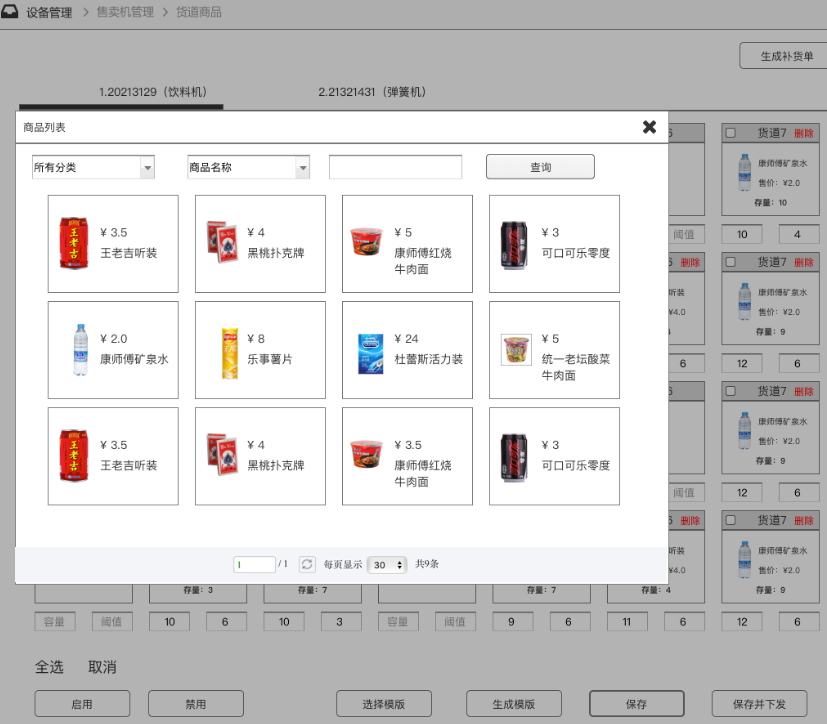 设备管理 > 售卖机管理 > 货道商品
生成补货单
1.20213129（饮料机）
2.21321431（弹簧机）
商品列表
所有分类
商品名称
查询
¥ 3.5
王老吉听装
¥ 4
黑桃扑克牌
¥ 5
康师傅红烧
牛肉面
¥ 3
可口可乐零度
¥ 2.0
康师傅矿泉水
¥ 8
乐事薯片
¥ 24
杜蕾斯活力装
¥ 5
统一老坛酸菜
牛肉面
¥ 3.5
王老吉听装
¥ 4
黑桃扑克牌
¥ 3.5
康师傅红烧
牛肉面
¥ 3
可口可乐零度
1
/ 1
每页显示
30
共9条
6
货道7 删除
康师傅矿泉水
售价：¥2.0
存量：10
阈值
10
4
6 删除
货道7 删除
听装
康师傅矿泉水
¥4.0
售价：¥2.0
4
存量：9
6
12
6
6
货道7 删除
康师傅矿泉水
售价：¥2.0
存量：9
阈值
12
6
6 删除
货道7 删除
听装
康师傅矿泉水
¥4.0
售价：¥2.0
存量：3
存量：7
存量：7
存量：4
存量：9
容量
阈值
10
6
10
3
容量
阈值
9
6
11
6
12
6
全选
取消
启用
禁用
选择模版
生成模版
保存
保存并下发